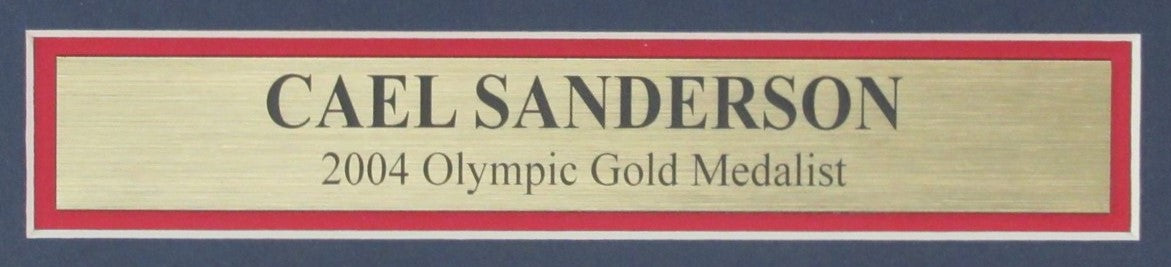 CAEL SANDERSON
2004 Olympic Gold Medalist